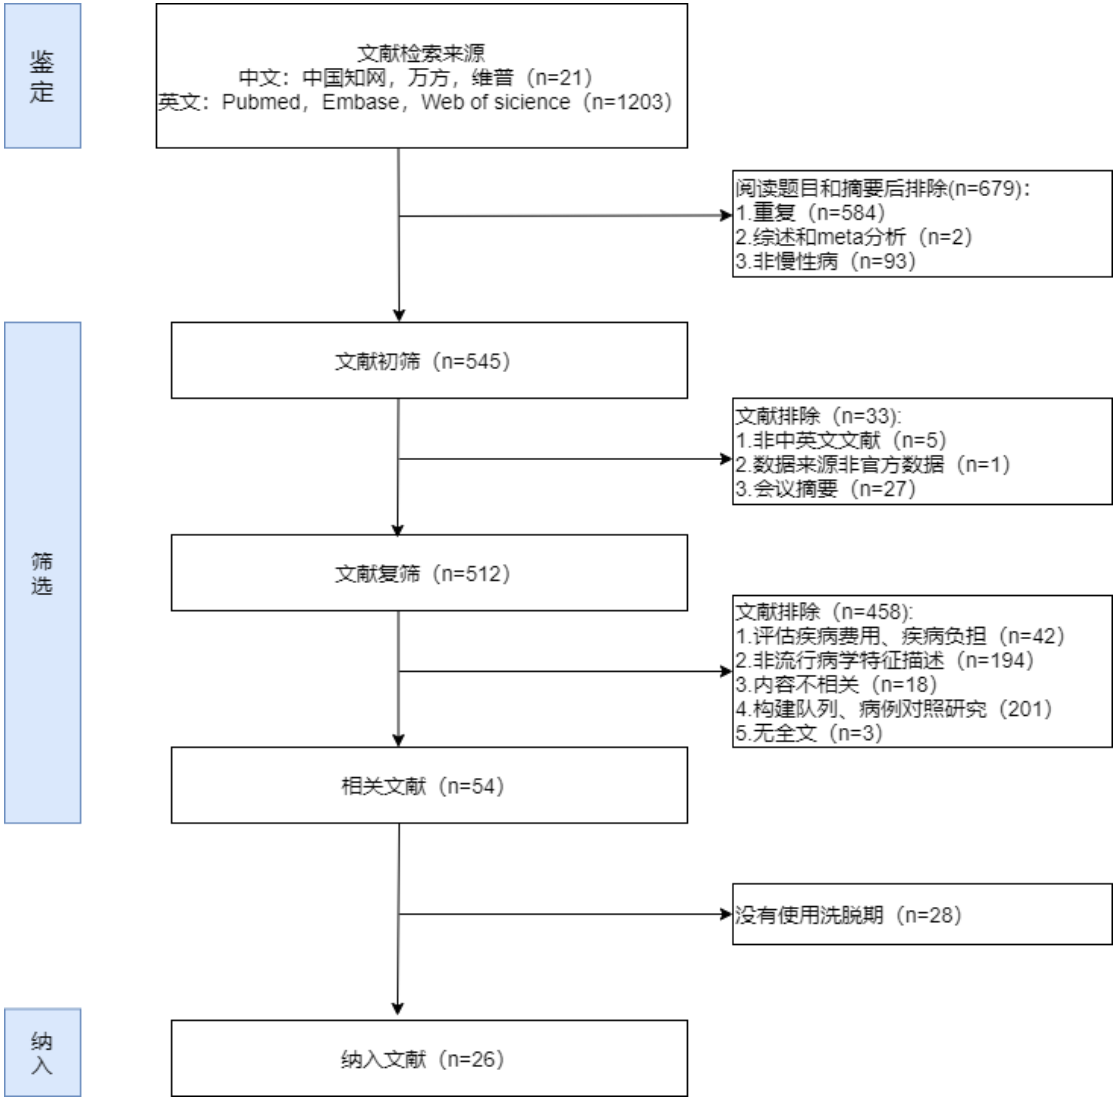 鉴
定
文献检索来源
中文：中国知网，万方，维普（n=21）
英文：Pubmed，Embase，Web of sicience（n=1203）
阅读题目和摘要后排除(n=679)：
1.重复（n=584）
2.综述和meta分析（n=2）
3.非慢性病（n=93）
筛
选
文献初筛（n=545）
文献排除（n=33):
1.非中英文文献（n=5）
2.数据来源非官方数据（n=1）
3.会议摘要（n=27）
文献复筛（n=512）
文献排除（n=458):
1.评估疾病费用、疾病负担（n=42）
2.非流行病学特征描述（n=194）
3.内容不相关（n=18）
4.构建队列、病例对照研究（201）
5.无全文（n=3）
相关文献（n=54）
没有使用洗脱期（n=28）
纳
入
纳入文献（n=26）